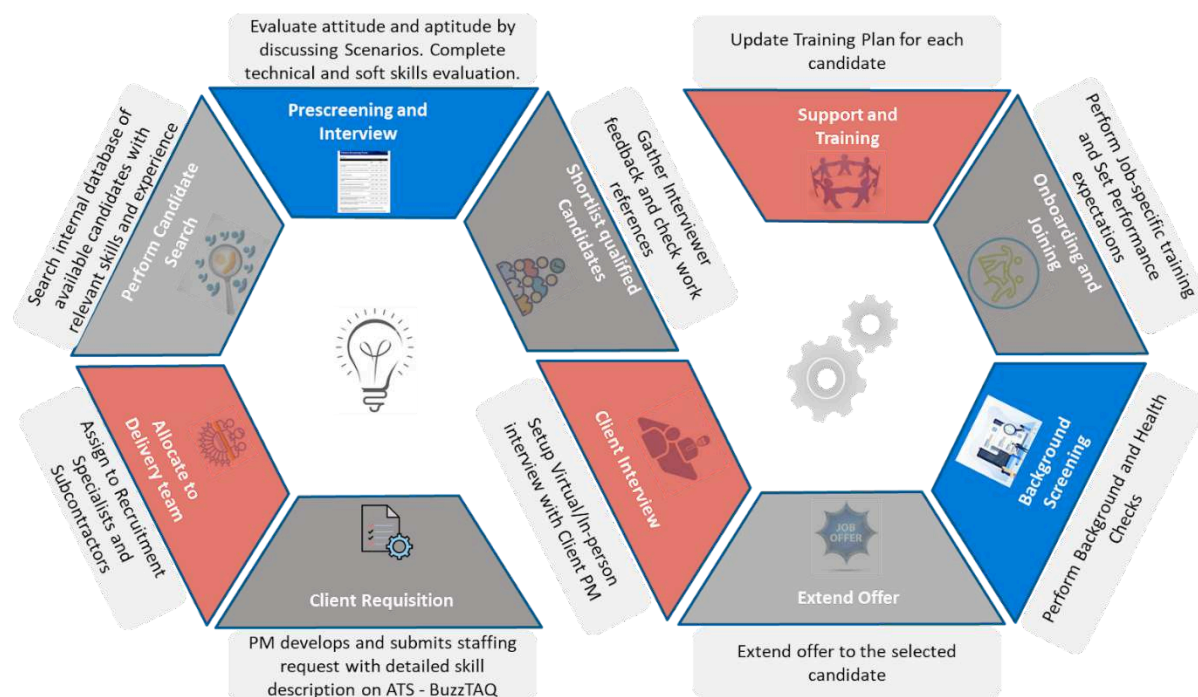 Evaluate attitude and aptitude by
discussing Scenarios. Complete
technical and soft skills evaluation.
Prescreening and
Interview
Search internal database of
available candidates with
relevant skills and experience
Perform Candidate
Search
Gather Interviewer
feedback and check work
references
Shortlist qualified
Candidates
Allocate to
Delivery team
Assign to Recruitment
Specialists and
Subcontractors
Client Requisition
PM develops and submits staffing
request with detailed skill
description on ATS - BuzzTAQ
Client Interview
Setup Virtual/In-person
interview with Client PM
Update Training Plan for each
candidate
Support and
Training
Perform Job-specific training
and Set Performance
expectations
Onboarding and
Joining
Background
Screening
Perform Background and Health
Checks
JOB
OFFER
Extend Offer
Extend offer to the selected
candidate